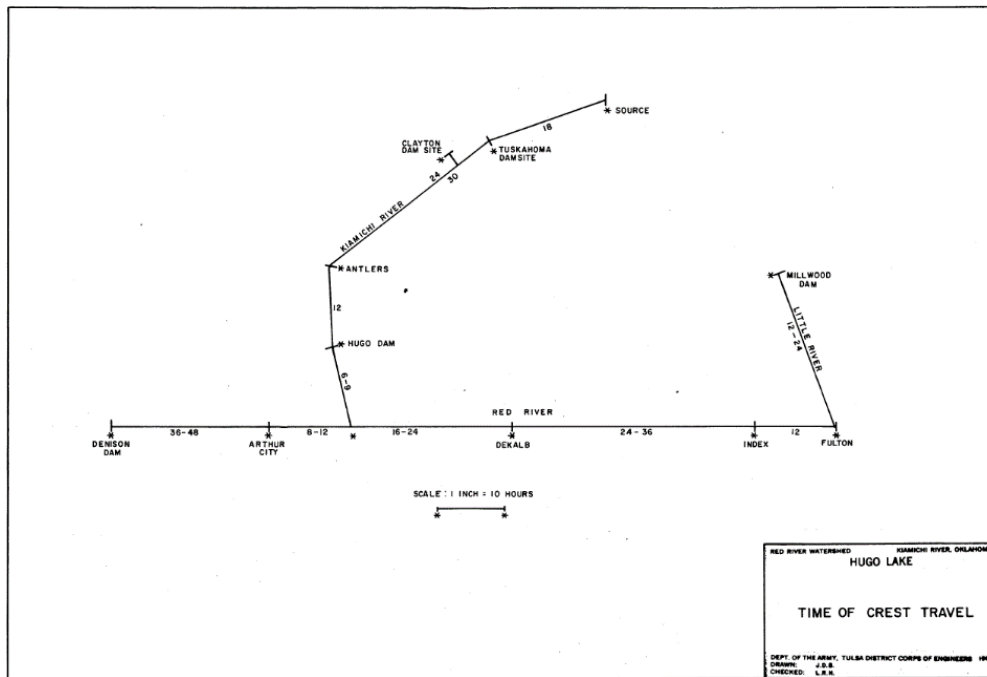 * SOURCE
18
CLAYTON
DAM SITE *
* TUSKAHOMA
DAMSITE
24
30
KIAMICHI RIVER
* ANTLERS
* MILLWOOD
DAM
12
LITTLE RIVER
12-24
* HUGO DAM
6-9
RED RIVER
36-48
8-12
16-24
24-36
12
*
DENISON
DAM
*
ARTHUR
CITY
*
*
DEKALB
*
INDEX
*
FULTON
SCALE : 1 INCH = 10 HOURS
* *
RED RIVER WATERSHED KIAMICHI RIVER, OKLAHOMA
HUGO LAKE
TIME OF CREST TRAVEL
DEPT. OF THE ARMY, TULSA DISTRICT CORPS OF ENGINEERS
DRAWN: J.D.B.
CHECKED: L.R.H.